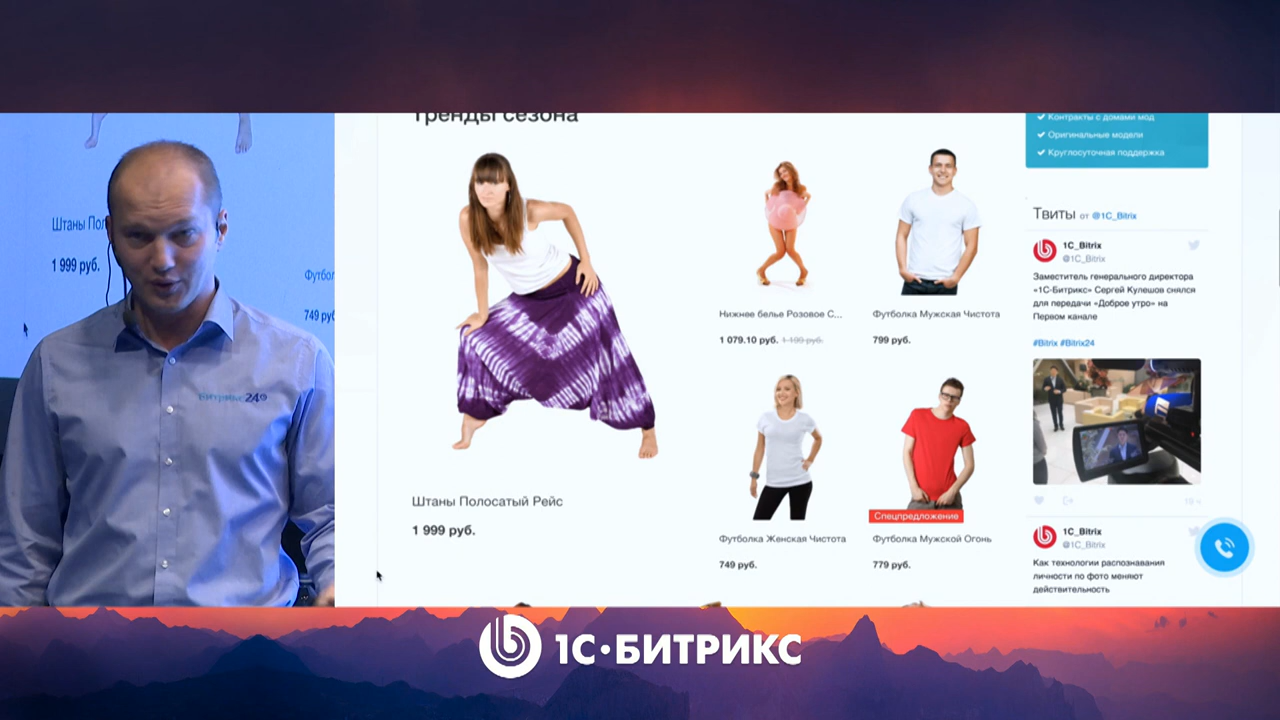 Тренды сезона
Штаны Пол
1 999 руб.
Футбол
749 руб
Битрикс24
Штаны Полосатый Рейс
1 999 руб.
Нижнее белье Розовое С...
1 079.10 руб. 1 199 руб.
Футболка Мужская Чистота
799 руб.
Футболка Женская Чистота
749 руб.
Спецпредложение
Футболка Мужской Огонь
779 руб.
Контракты с домами мод
Оригинальные модели
Круглосуточная поддержка
Твиты от @1C_Bitrix
1C_Bitrix
@1C_Bitrix
Заместитель генерального директора
«1С-Битрикс» Сергей Кулешов снялся
для передачи «Доброе утро» на
Первом канале
#Bitrix #Bitrix24
19 ч
1C_Bitrix
@1C_Bitrix
Как технологии распознавания
личности по фото меняют
действительность
1С·БИТРИКС